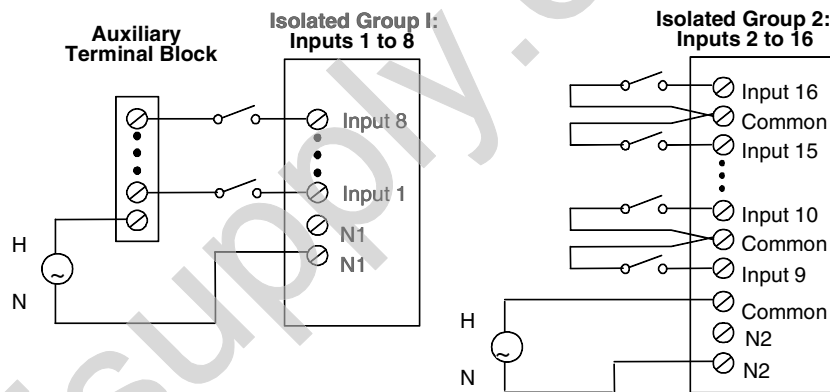 Auxiliary
Terminal Block
Isolated Group I:
Inputs 1 to 8
Input 8
Input 1
N1
N1
H
N
Isolated Group 2:
Inputs 2 to 16
Input 16
Common
Input 15
Input 10
Common
Input 9
Common
N2
N2
H
N